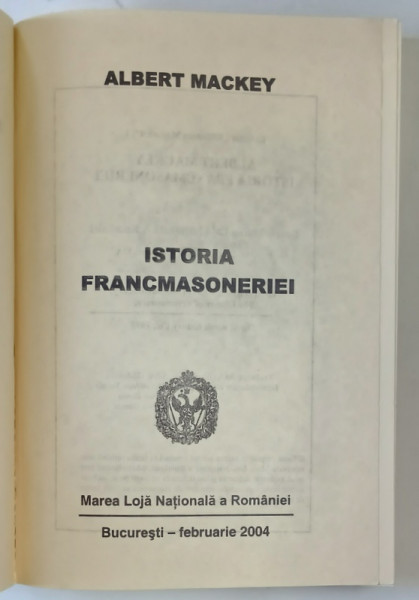 ALBERT MACKEY
ISTORIA
FRANCMASONERIEI
Marea Lojă Națională a României
București – februarie 2004